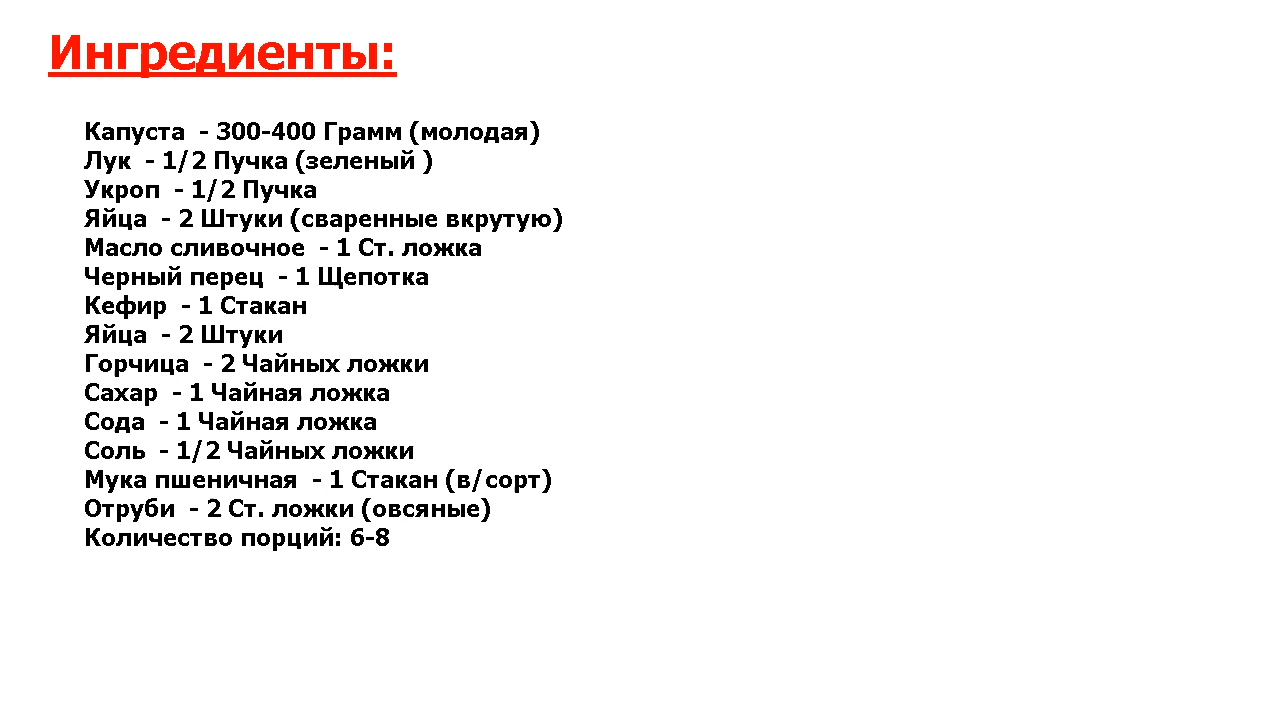 Ингредиенты:
Капуста  - 300-400 Грамм (молодая)
Лук  - 1/2 Пучка (зеленый )
Укроп  - 1/2 Пучка
Яйца  - 2 Штуки (сваренные вкрутую)
Масло сливочное  - 1 Ст. ложка
Черный перец  - 1 Щепотка
Кефир  - 1 Стакан
Яйца  - 2 Штуки
Горчица  - 2 Чайных ложки
Сахар  - 1 Чайная ложка
Сода  - 1 Чайная ложка
Соль  - 1/2 Чайных ложки
Мука пшеничная  - 1 Стакан (в/сорт)
Отруби  - 2 Ст. ложки (овсяные)
Количество порций: 6-8